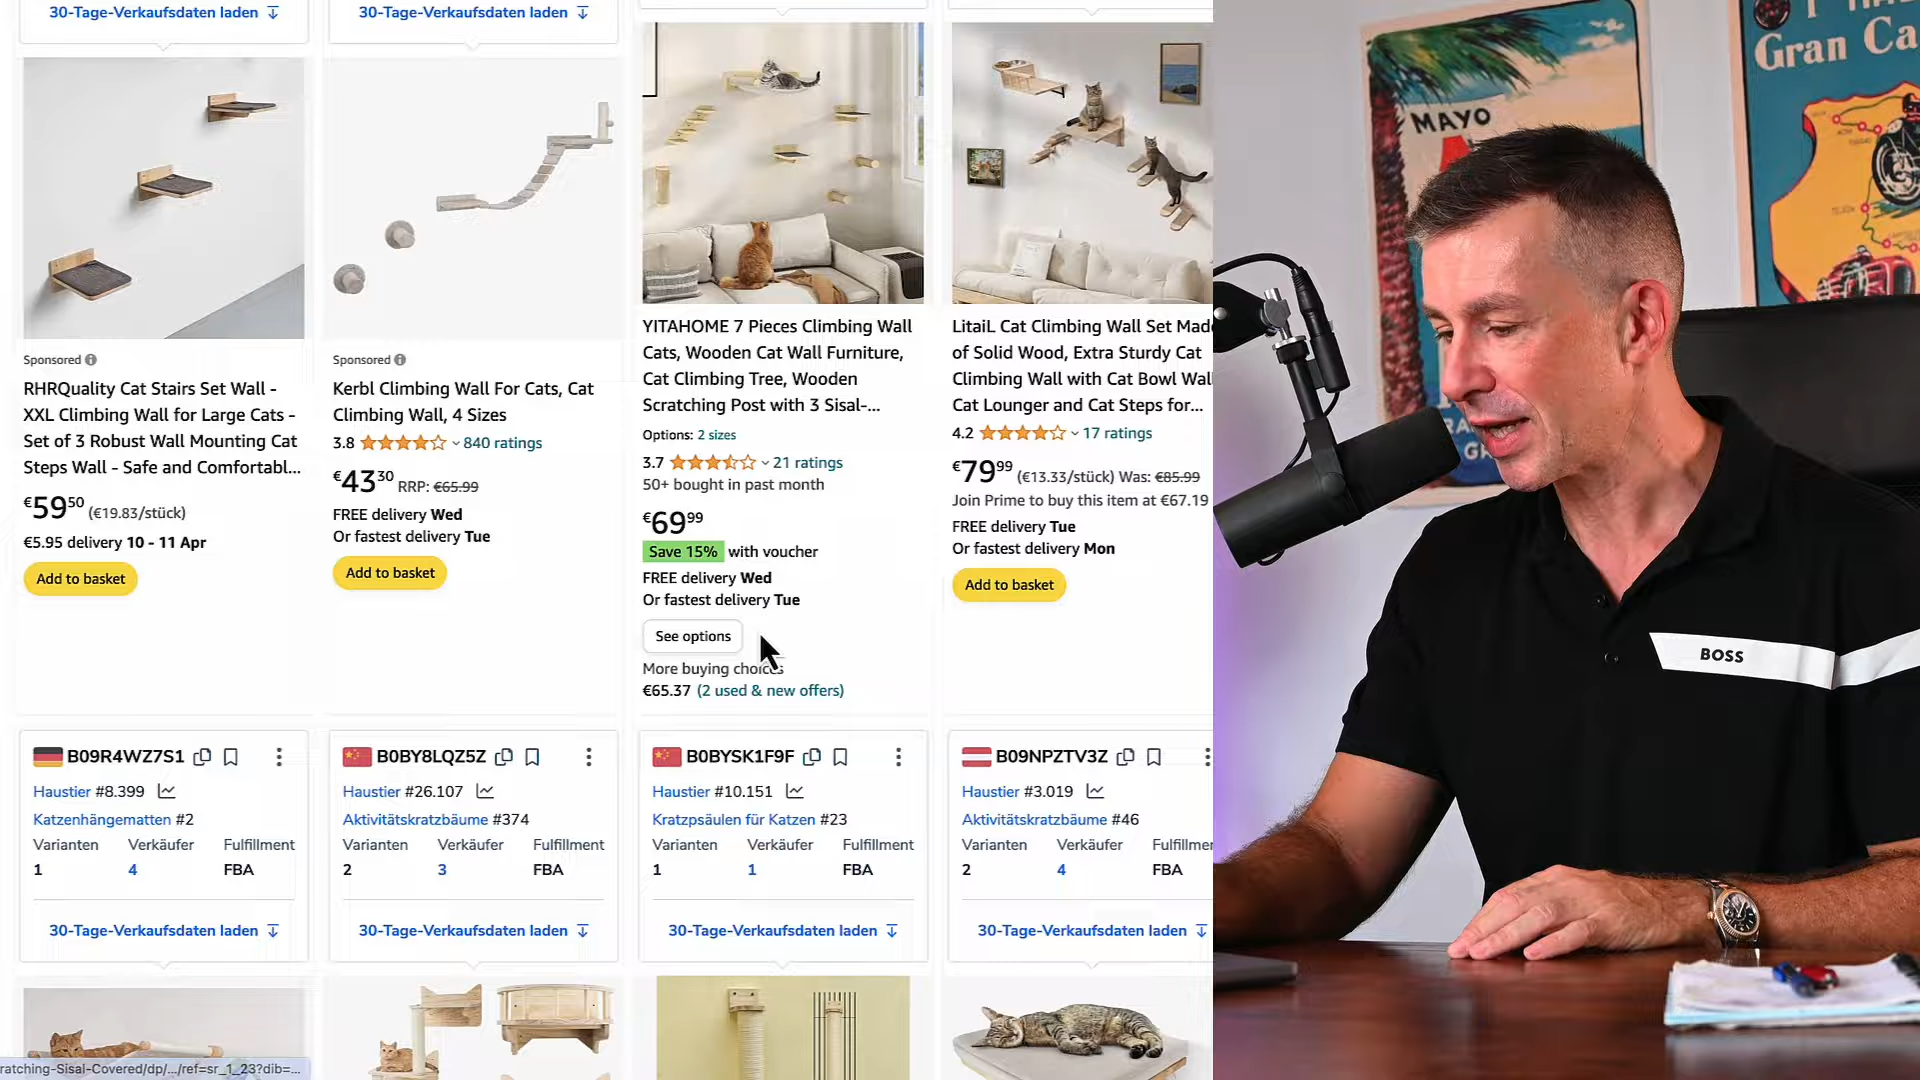 30-Tage-Verkaufsdaten laden
30-Tage-Verkaufsdaten laden
Sponsored
RHRQuality Cat Stairs Set Wall -
XXL Climbing Wall for Large Cats -
Set of 3 Robust Wall Mounting Cat
Steps Wall - Safe and Comfortabl...
€59 50 (€19.83/stück)
€5.95 delivery 10 - 11 Apr
Add to basket
Sponsored
Kerbl Climbing Wall For Cats, Cat
Climbing Wall, 4 Sizes
3.8 840 ratings
€43 30 RRP: €65.99
FREE delivery Wed
Or fastest delivery Tue
Add to basket
YITAHOME 7 Pieces Climbing Wall
Cats, Wooden Cat Wall Furniture,
Cat Climbing Tree, Wooden
Scratching Post with 3 Sisal-...
Options: 2 sizes
3.7 21 ratings
50+ bought in past month
€69 99
Save 15% with voucher
FREE delivery Wed
Or fastest delivery Tue
See options
More buying choices
€65.37 (2 used & new offers)
LitaiL Cat Climbing Wall Set Made
of Solid Wood, Extra Sturdy Cat
Climbing Wall with Cat Bowl Wall
Cat Lounger and Cat Steps for...
4.2 17 ratings
€79 99 (€13.33/stück) Was: €85.99
Join Prime to buy this item at €67.19
FREE delivery Tue
Or fastest delivery Mon
Add to basket
B09R4WZ7S1
Haustier #8.399
Katzenhängematten #2
Varianten Verkäufer Fulfillment
1 4 FBA
30-Tage-Verkaufsdaten laden
B0BY8LQZ5Z
Haustier #26.107
Aktivitätskratzbäume #374
Varianten Verkäufer Fulfillment
2 3 FBA
30-Tage-Verkaufsdaten laden
B0BYSK1F9F
Haustier #10.151
Kratzpsäulen für Katzen #23
Varianten Verkäufer Fulfillment
1 1 FBA
30-Tage-Verkaufsdaten laden
B09NPZTV3Z
Haustier #3.019
Aktivitätskratzbäume #46
Varianten Verkäufer Fulfillmen
2 4 FBA
30-Tage-Verkaufsdaten laden
ratching-Sisal-Covered/dp/.../ref=sr_1_23?dib=...
MAYO
Gran Ca
BOSS